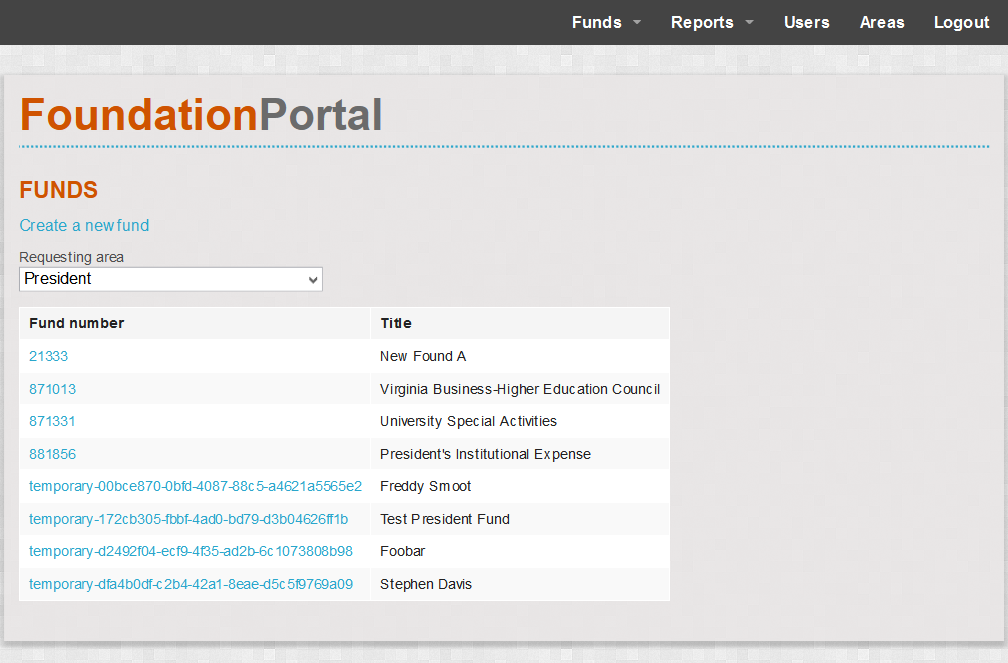 Funds Reports Users Areas Logout
FoundationPortal
FUNDS
Create a new fund
Requesting area
President
Fund number Title
21333 New Found A
871013 Virginia Business-Higher Education Council
871331 University Special Activities
881856 President's Institutional Expense
temporary-00bce870-0bfd-4087-88c5-a4621a5565e2 Freddy Smoot
temporary-172cb305-fbbf-4ad0-bd79-d3b04626ff1b Test President Fund
temporary-d2492f04-ecf9-4f35-ad2b-6c1073808b98 Foobar
temporary-dfa4b0df-c2b4-42a1-8eae-d5c5f9769a09 Stephen Davis